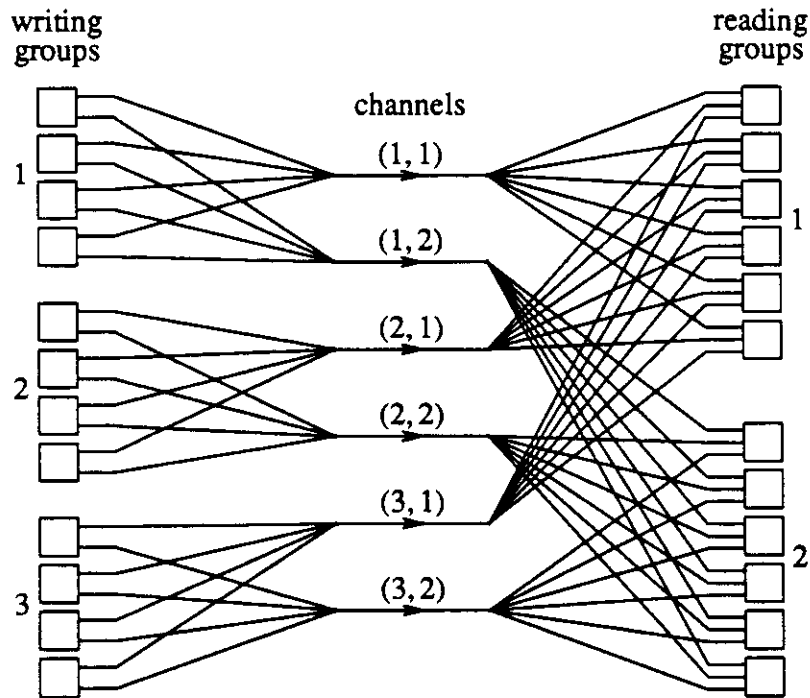 writing
groups
reading
groups
channels
1
(1, 1)
1
(1, 2)
(2, 1)
2
(2, 2)
(3, 1)
2
3
(3, 2)